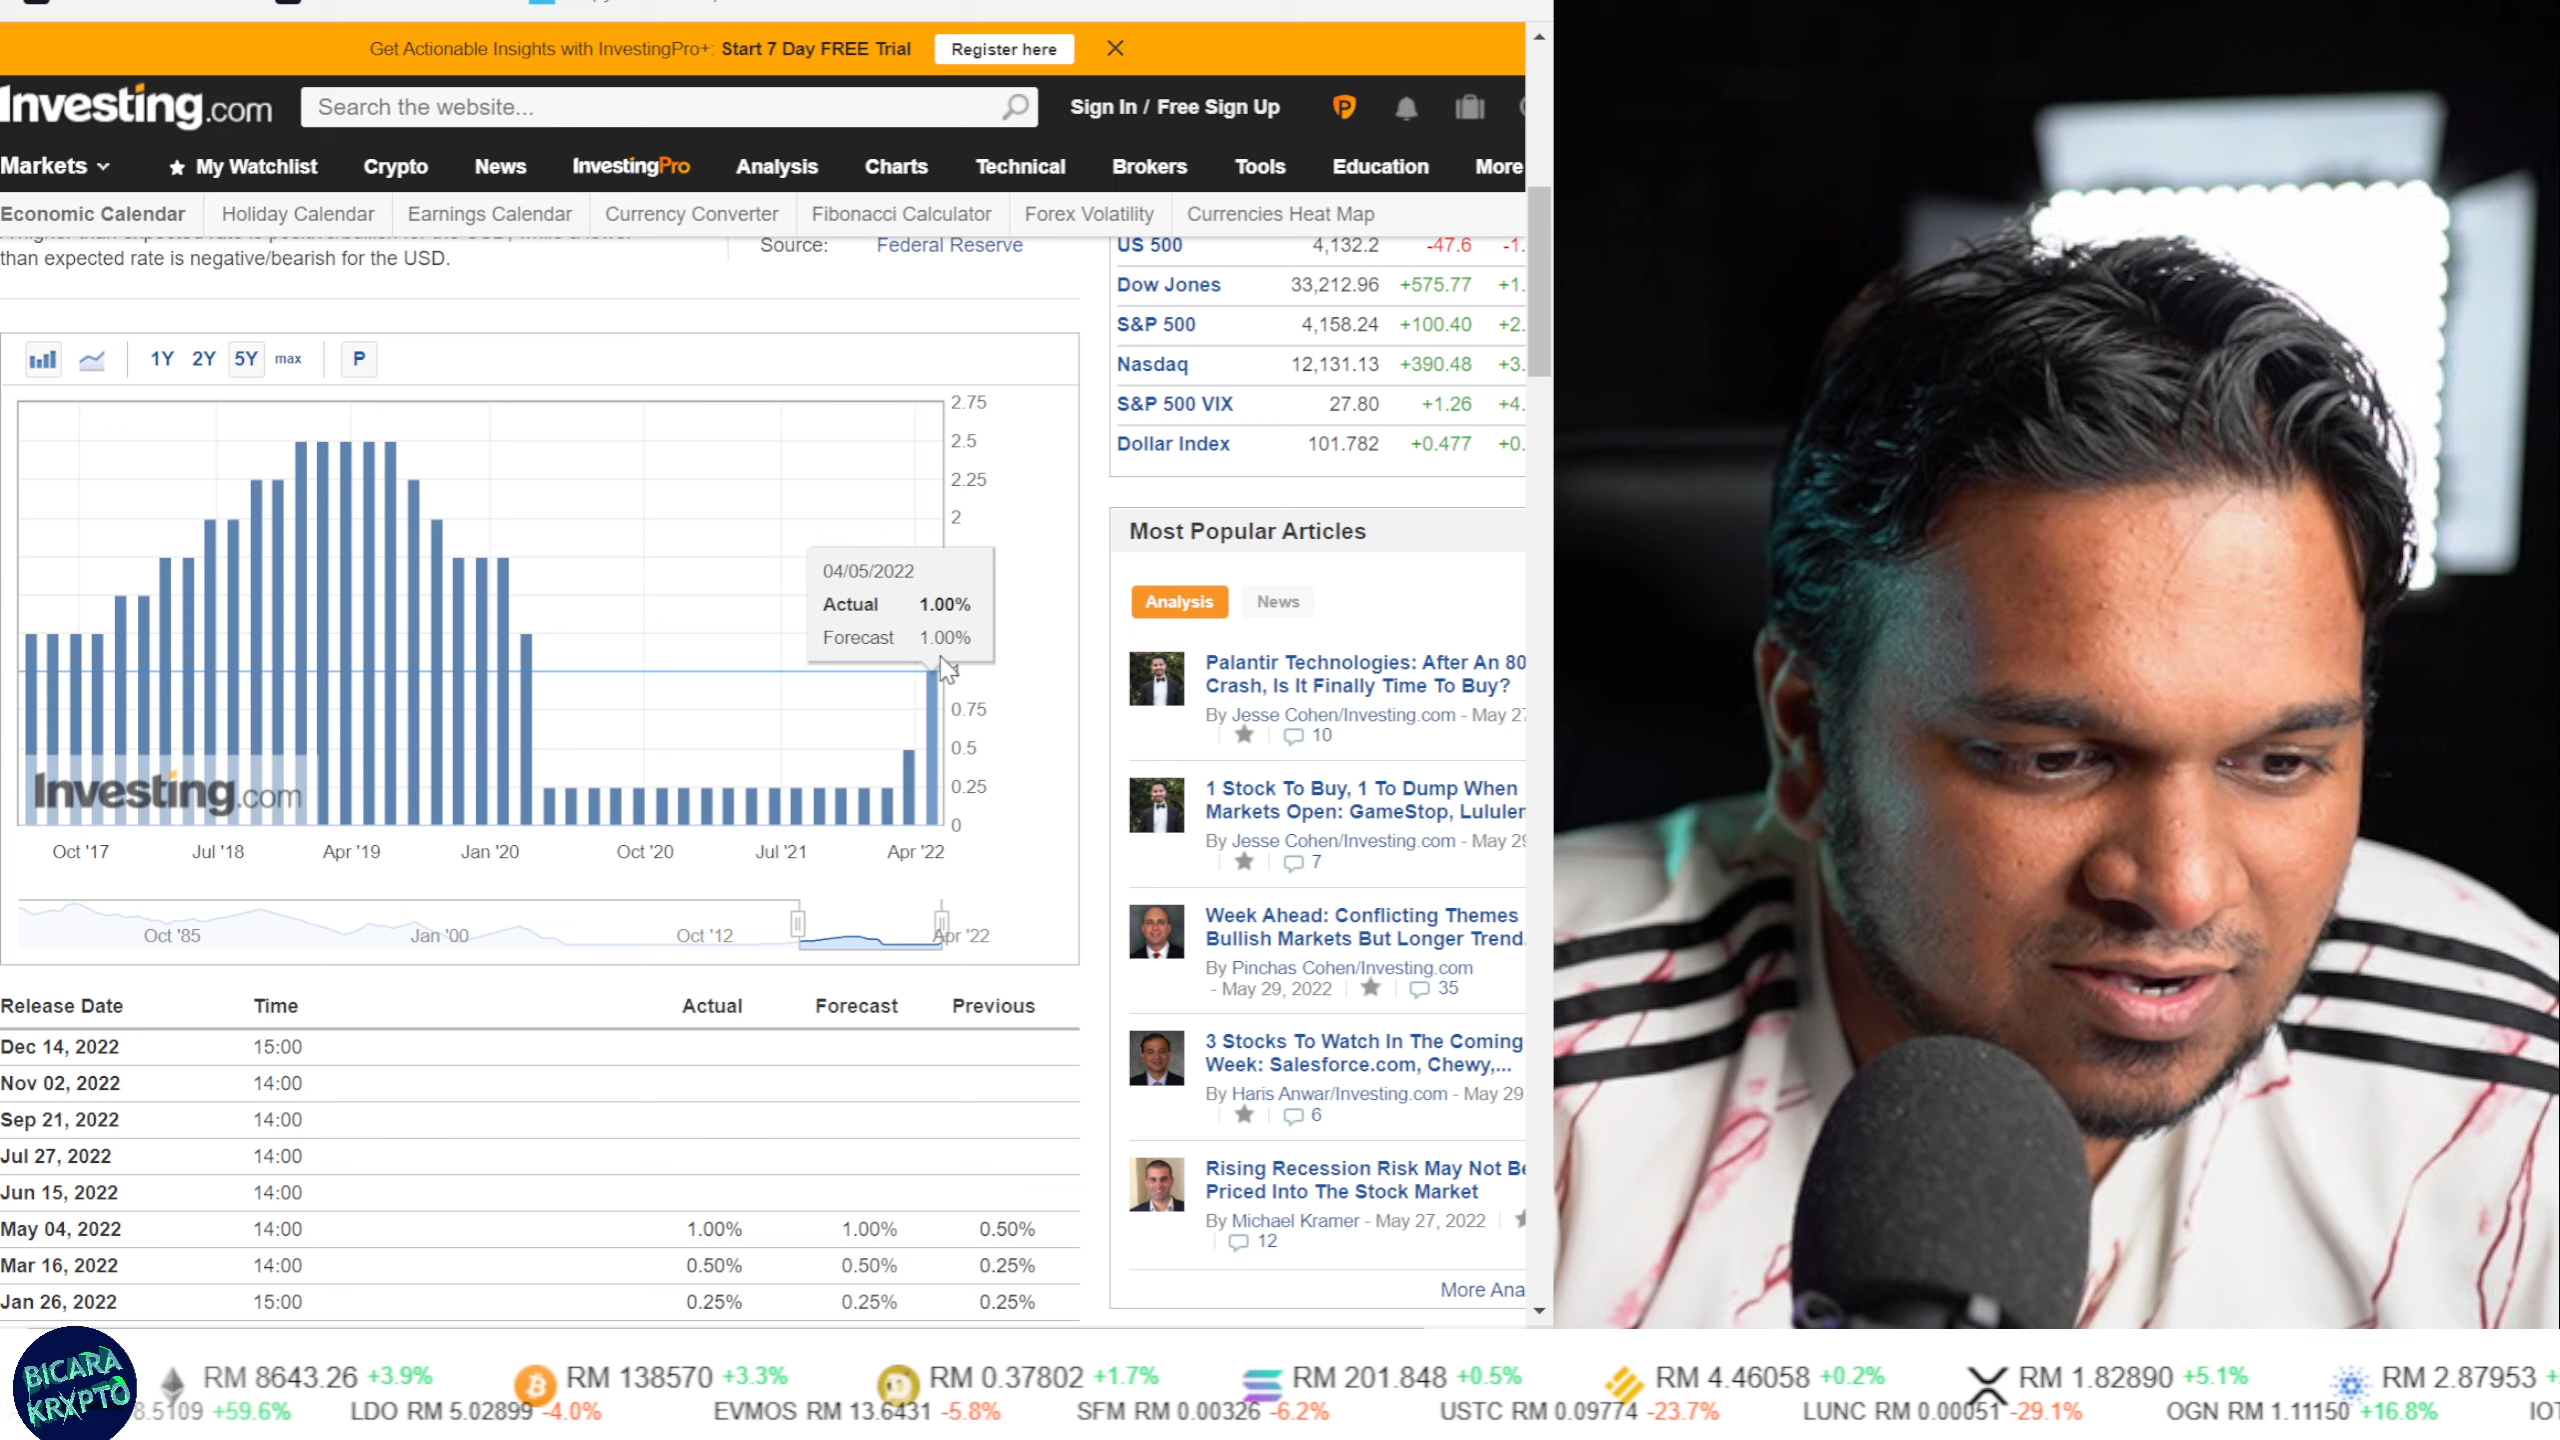 Get Actionable Insights with InvestingPro+: Start 7 Day FREE Trial Register here
Investing.com Search the website... Sign In / Free Sign Up
Markets My Watchlist Crypto News InvestingPro Analysis Charts Technical Brokers Tools Education More
Economic Calendar Holiday Calendar Earnings Calendar Currency Converter Fibonacci Calculator Forex Volatility Currencies Heat Map
than expected rate is negative/bearish for the USD.
Source: Federal Reserve
US 500 4,132.2 -47.6 -1.
Dow Jones 33,212.96 +575.77 +1.
S&P 500 4,158.24 +100.40 +2.
Nasdaq 12,131.13 +390.48 +3.
S&P 500 VIX 27.80 +1.26 +4.
Dollar Index 101.782 +0.477 +0.
1Y 2Y 5Y max P
2.75
2.5
2.25
2
04/05/2022
Actual 1.00%
Forecast 1.00%
0.75
0.5
0.25
0
Investing.com
Oct '17 Jul '18 Apr '19 Jan '20 Oct '20 Jul '21 Apr '22
Oct '85 Jan '00 Oct '12 Apr '22
Release Date Time Actual Forecast Previous
Dec 14, 2022 15:00
Nov 02, 2022 14:00
Sep 21, 2022 14:00
Jul 27, 2022 14:00
Jun 15, 2022 14:00
May 04, 2022 14:00 1.00% 1.00% 0.50%
Mar 16, 2022 14:00 0.50% 0.50% 0.25%
Jan 26, 2022 15:00 0.25% 0.25% 0.25%
Most Popular Articles
Analysis News
Palantir Technologies: After An 80
Crash, Is It Finally Time To Buy?
By Jesse Cohen/Investing.com - May 27
10
1 Stock To Buy, 1 To Dump When
Markets Open: GameStop, Lululer
By Jesse Cohen/Investing.com - May 29
7
Week Ahead: Conflicting Themes
Bullish Markets But Longer Trend.
By Pinchas Cohen/Investing.com
- May 29, 2022 35
3 Stocks To Watch In The Coming
Week: Salesforce.com, Chewy,...
By Haris Anwar/Investing.com - May 29
6
Rising Recession Risk May Not Be
Priced Into The Stock Market
By Michael Kramer - May 27, 2022
12
More Ana
BICARA
KRXPTO
RM 8643.26 +3.9% RM 138570 +3.3% RM 0.37802 +1.7% RM 201.848 +0.5% RM 4.46058 +0.2% RM 1.82890 +5.1% RM 2.87953 +
8.5109 +59.6% LDO RM 5.02899 -4.0% EVMOS RM 13.6431 -5.8% SFM RM 0.00326 -6.2% USTC RM 0.09774 -23.7% LUNC RM 0.00051 -29.1% OGN RM 1.11150 +16.8% IOT